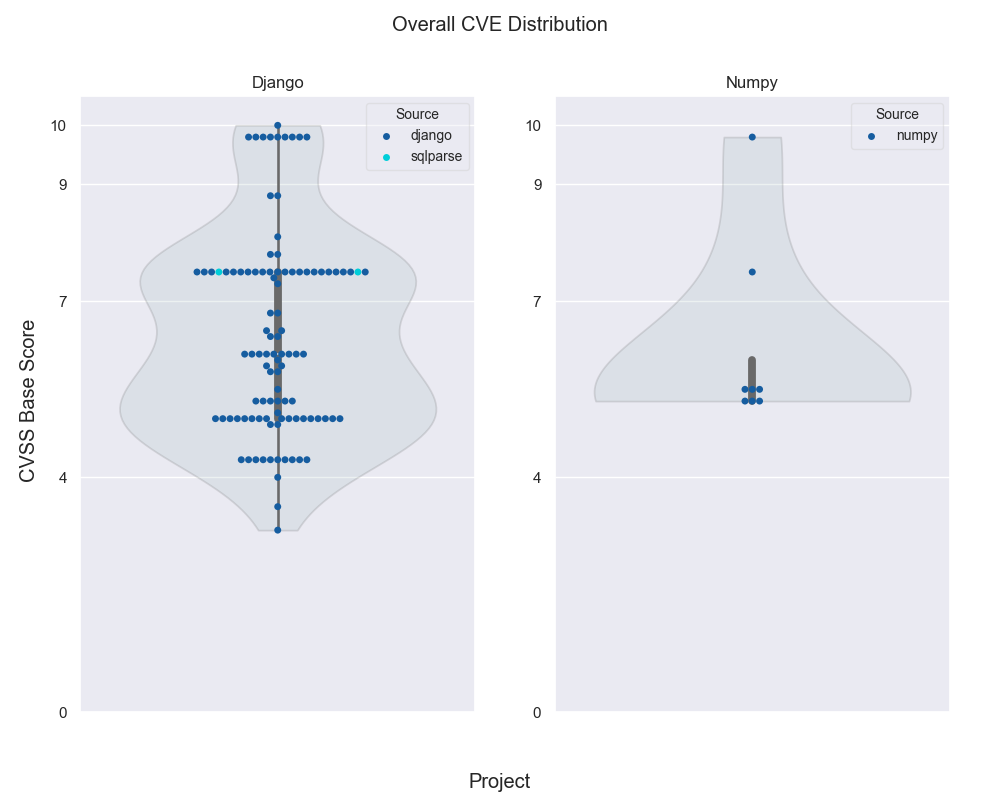 Overall CVE Distribution
Django
Numpy
CVSS Base Score
10
9
7
4
0
Source
django
sqlparse
10
9
7
4
0
Source
numpy
Project